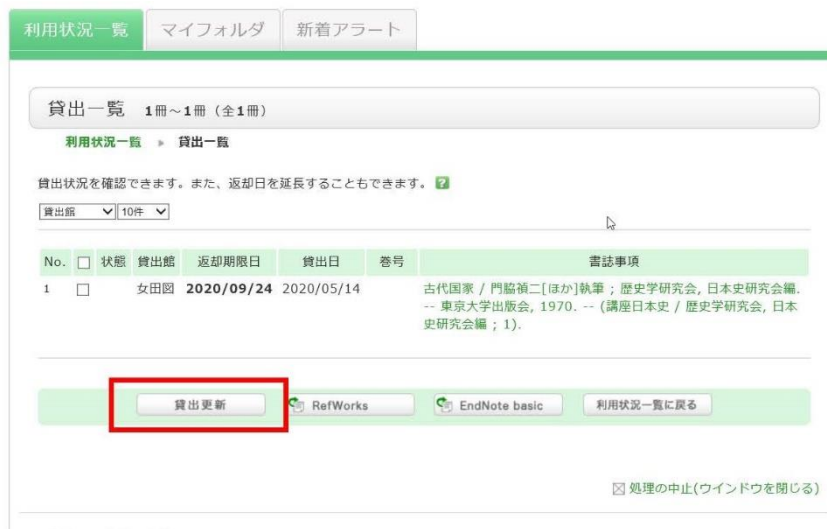 利用状況一覧 マイフォルダ 新着アラート
貸出一覧 1冊～1冊（全1冊）
利用状況一覧 » 貸出一覧
貸出状況を確認できます。また、返却日を延長することもできます。 ?
貸出館 10件
No. 状態 貸出館 返却期限日 貸出日 巻号 書誌事項
1 女田図 2020/09/24 2020/05/14 古代国家 / 門脇禎二[ほか]執筆 ; 歴史学研究会, 日本史研究会編.
-- 東京大学出版会, 1970. -- (講座日本史 / 歴史学研究会, 日本
史研究会編 ; 1).
貸出更新 RefWorks EndNote basic 利用状況一覧に戻る
処理の中止(ウインドウを閉じる)